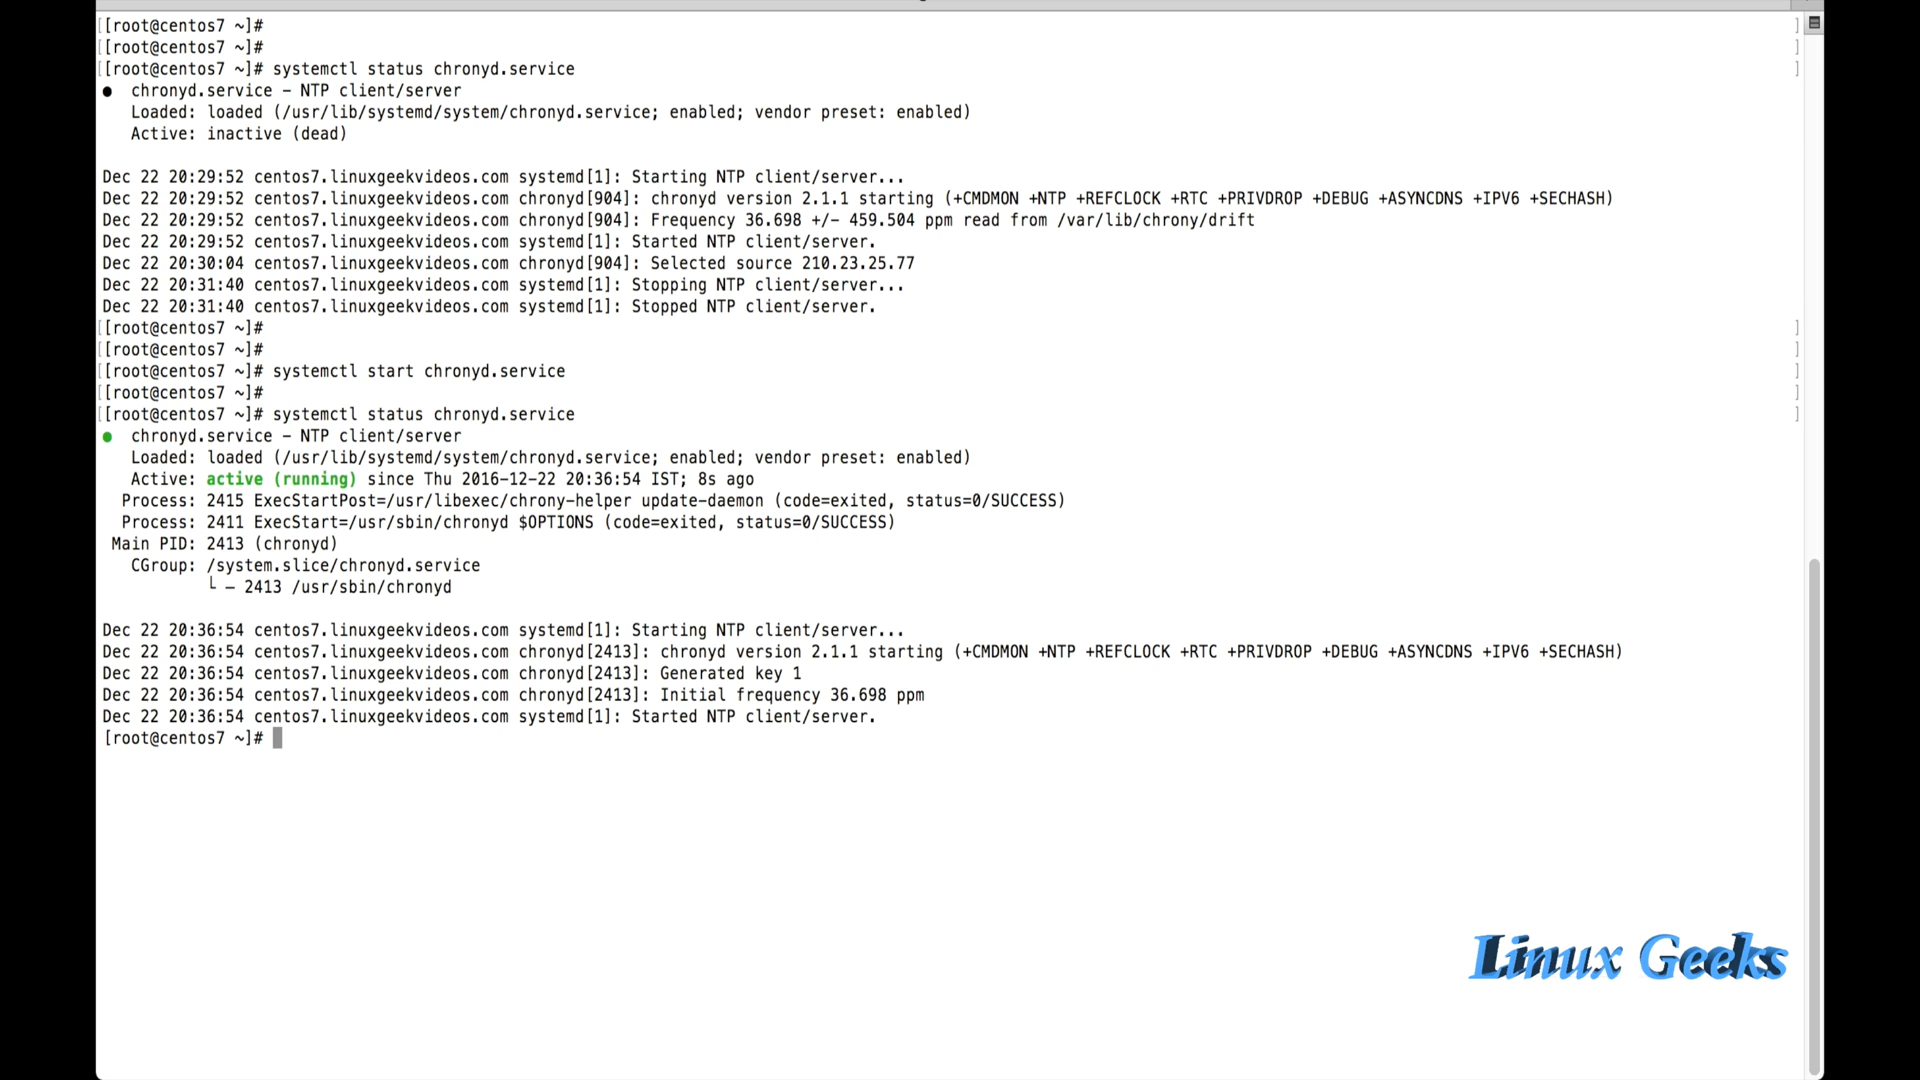 [[root@centos7 ~]# ]
[[root@centos7 ~]# ]
[[root@centos7 ~]# systemctl status chronyd.service ]
● chronyd.service - NTP client/server
Loaded: loaded (/usr/lib/systemd/system/chronyd.service; enabled; vendor preset: enabled)
Active: inactive (dead)
Dec 22 20:29:52 centos7.linuxgeekvideos.com systemd[1]: Starting NTP client/server...
Dec 22 20:29:52 centos7.linuxgeekvideos.com chronyd[904]: chronyd version 2.1.1 starting (+CMDMON +NTP +REFCLOCK +RTC +PRIVDROP +DEBUG +ASYNCDNS +IPV6 +SECHASH)
Dec 22 20:29:52 centos7.linuxgeekvideos.com chronyd[904]: Frequency 36.698 +/- 459.504 ppm read from /var/lib/chrony/drift
Dec 22 20:29:52 centos7.linuxgeekvideos.com systemd[1]: Started NTP client/server.
Dec 22 20:30:04 centos7.linuxgeekvideos.com chronyd[904]: Selected source 210.23.25.77
Dec 22 20:31:40 centos7.linuxgeekvideos.com systemd[1]: Stopping NTP client/server...
Dec 22 20:31:40 centos7.linuxgeekvideos.com systemd[1]: Stopped NTP client/server.
[[root@centos7 ~]# ]
[[root@centos7 ~]# ]
[[root@centos7 ~]# systemctl start chronyd.service ]
[[root@centos7 ~]# ]
[[root@centos7 ~]# systemctl status chronyd.service ]
● chronyd.service - NTP client/server
Loaded: loaded (/usr/lib/systemd/system/chronyd.service; enabled; vendor preset: enabled)
Active: active (running) since Thu 2016-12-22 20:36:54 IST; 8s ago
Process: 2415 ExecStartPost=/usr/libexec/chrony-helper update-daemon (code=exited, status=0/SUCCESS)
Process: 2411 ExecStart=/usr/sbin/chronyd $OPTIONS (code=exited, status=0/SUCCESS)
Main PID: 2413 (chronyd)
CGroup: /system.slice/chronyd.service
└ - 2413 /usr/sbin/chronyd
Dec 22 20:36:54 centos7.linuxgeekvideos.com systemd[1]: Starting NTP client/server...
Dec 22 20:36:54 centos7.linuxgeekvideos.com chronyd[2413]: chronyd version 2.1.1 starting (+CMDMON +NTP +REFCLOCK +RTC +PRIVDROP +DEBUG +ASYNCDNS +IPV6 +SECHASH)
Dec 22 20:36:54 centos7.linuxgeekvideos.com chronyd[2413]: Generated key 1
Dec 22 20:36:54 centos7.linuxgeekvideos.com chronyd[2413]: Initial frequency 36.698 ppm
Dec 22 20:36:54 centos7.linuxgeekvideos.com systemd[1]: Started NTP client/server.
[root@centos7 ~]#
Linux Geeks